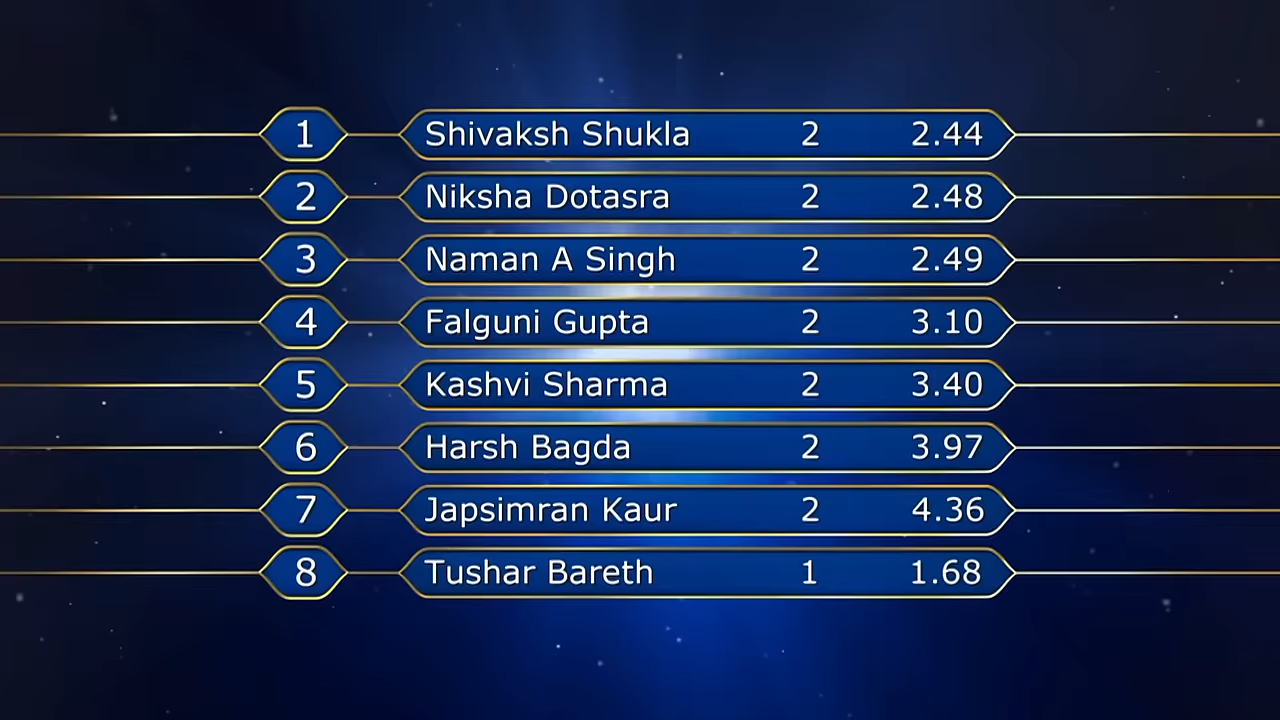 1 Shivaksh Shukla 2 2.44
2 Niksha Dotasra 2 2.48
3 Naman A Singh 2 2.49
4 Falguni Gupta 2 3.10
5 Kashvi Sharma 2 3.40
6 Harsh Bagda 2 3.97
7 Japsimran Kaur 2 4.36
8 Tushar Bareth 1 1.68